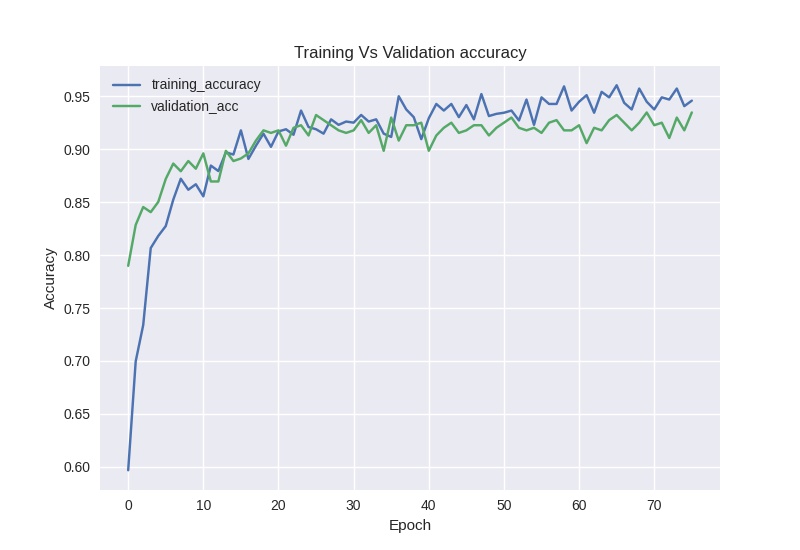 Training Vs Validation accuracy
training_accuracy
validation_acc
0.95
0.90
0.85
0.80
0.75
0.70
0.65
0.60
Accuracy
0 10 20 30 40 50 60 70
Epoch